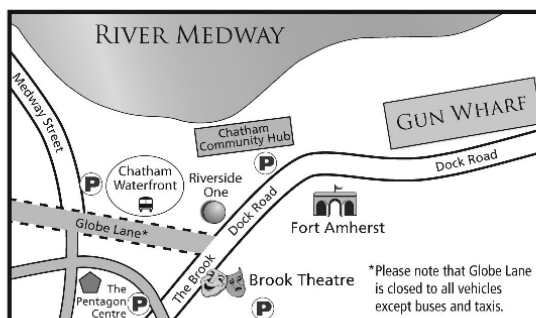 RIVER MEDWAY
Medway Street
GUN WHARF
Chatham
Community Hub
P
Dock Road
P
Chatham
Waterfront
Riverside
One
Dock Road
Fort Amherst
Globe Lane*
The Brook
Brook Theatre
The
Pentagon
Centre
P
P
*Please note that Globe Lane
is closed to all vehicles
except buses and taxis.